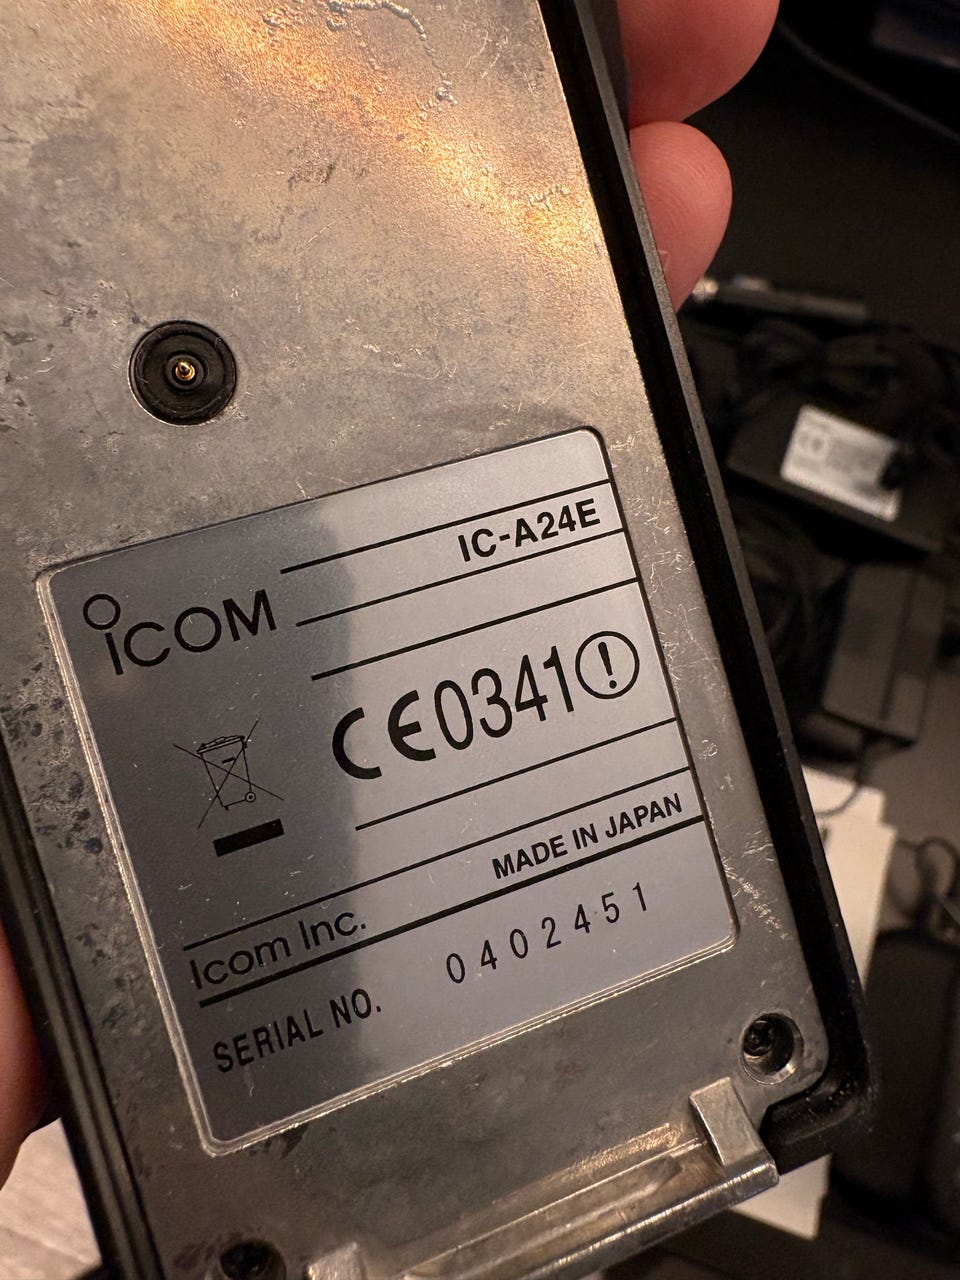 IC-A24E
ICOM
CE0341
MADE IN JAPAN
Icom Inc.
SERIAL NO. 0402451